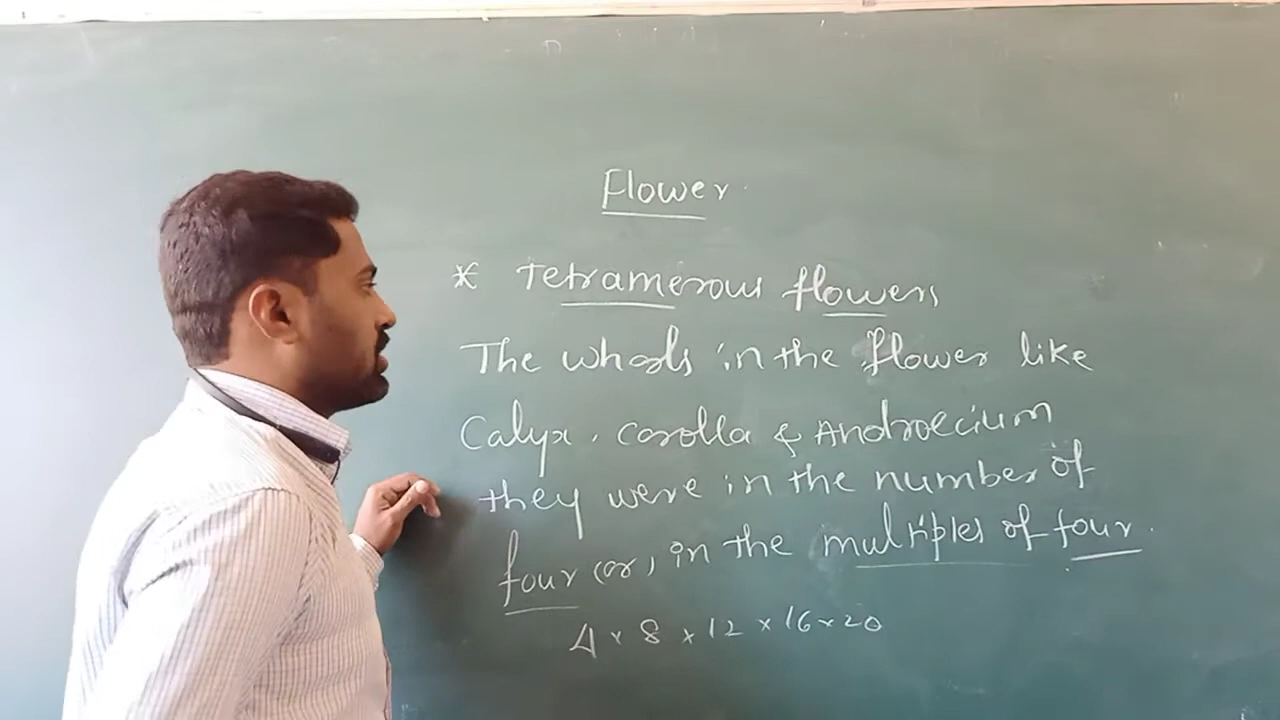 Flower.
* Tetramerous flowers
The whorls in the flower like
Calyx, corolla & Androecium
they were in the number of
four (or) in the multiples of four.
4 x 8 x 12 x 16 x 20